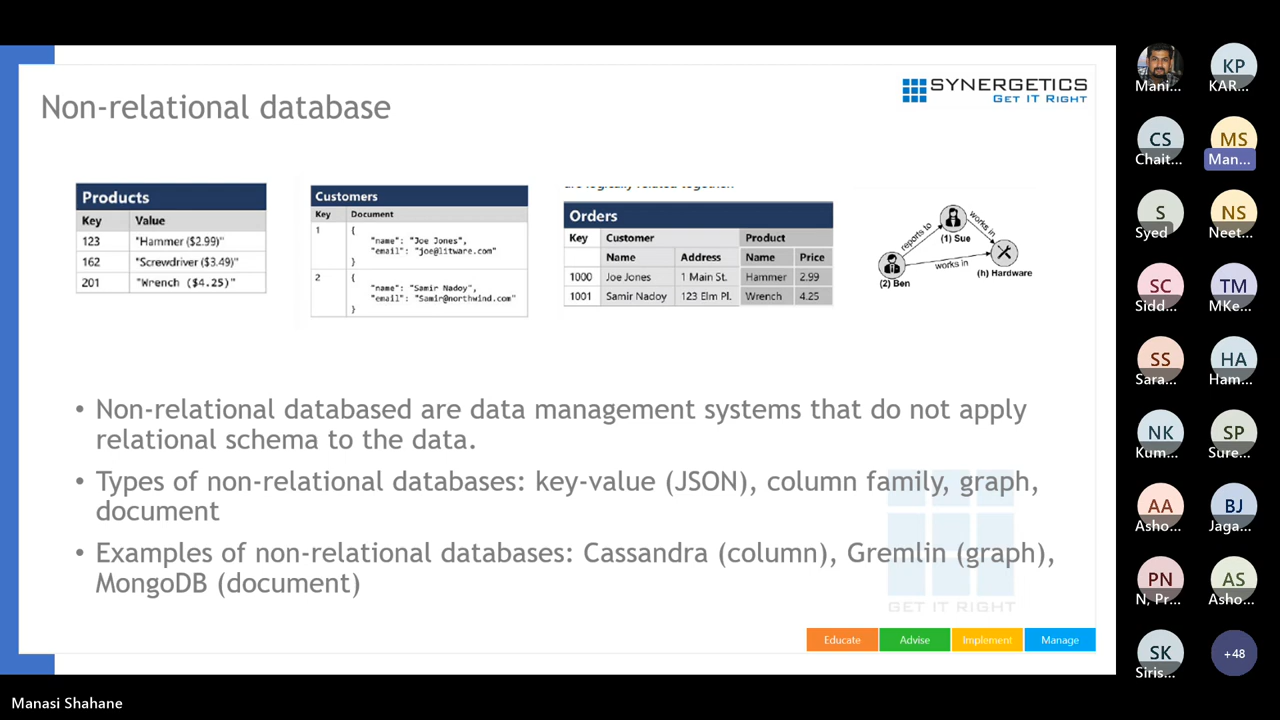 Non-relational database
SYNERGETICS
GET IT RIGHT
Products
Key Value
123 "Hammer ($2.99)"
162 "Screwdriver ($3.49)"
201 "Wrench ($4.25)"
Customers
Key Document
1 {
"name": "Joe Jones",
"email": "joe@litware.com"
}
2 {
"name": "Samir Nadoy",
"email": "Samir@northwind.com"
}
are logically related together
Orders
Key Customer Product
Name Address Name Price
1000 Joe Jones 1 Main St. Hammer 2.99
1001 Samir Nadoy 123 Elm Pl. Wrench 4.25
reports to
works in
(1) Sue
works in
(2) Ben
(h) Hardware
• Non-relational databased are data management systems that do not apply
relational schema to the data.
• Types of non-relational databases: key-value (JSON), column family, graph,
document
• Examples of non-relational databases: Cassandra (column), Gremlin (graph),
MongoDB (document)
GET IT RIGHT
Educate Advise Implement Manage
Manasi Shahane
Mani...
KP
KAR...
CS
Chait...
MS
Man...
S
Syed
NS
Neet...
SC
Sidd...
TM
MKe...
SS
Sara...
HA
Ham...
NK
Kum...
SP
Sure...
AA
Asho...
BJ
Jaga...
PN
N, Pr...
AS
Asho...
SK
Siris...
+48